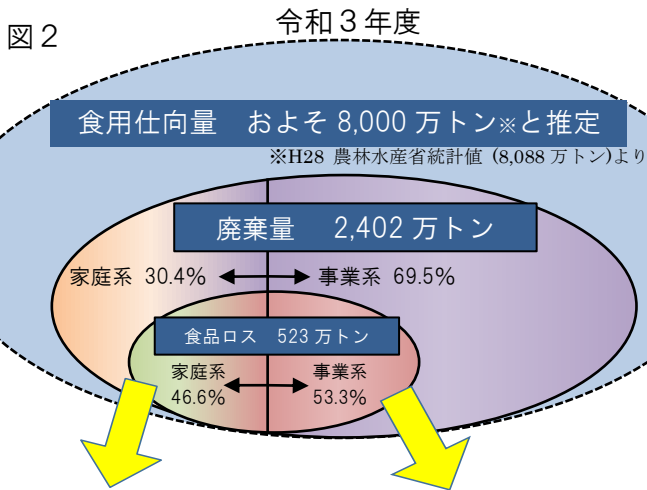 図2
令和3年度
食用仕向量 およそ 8,000 万トン※と推定
※H28 農林水産省統計値 (8,088 万トン)より
廃棄量 2,402 万トン
家庭系 30.4% 事業系 69.5%
食品ロス 523 万トン
家庭系 事業系
46.6% 53.3%